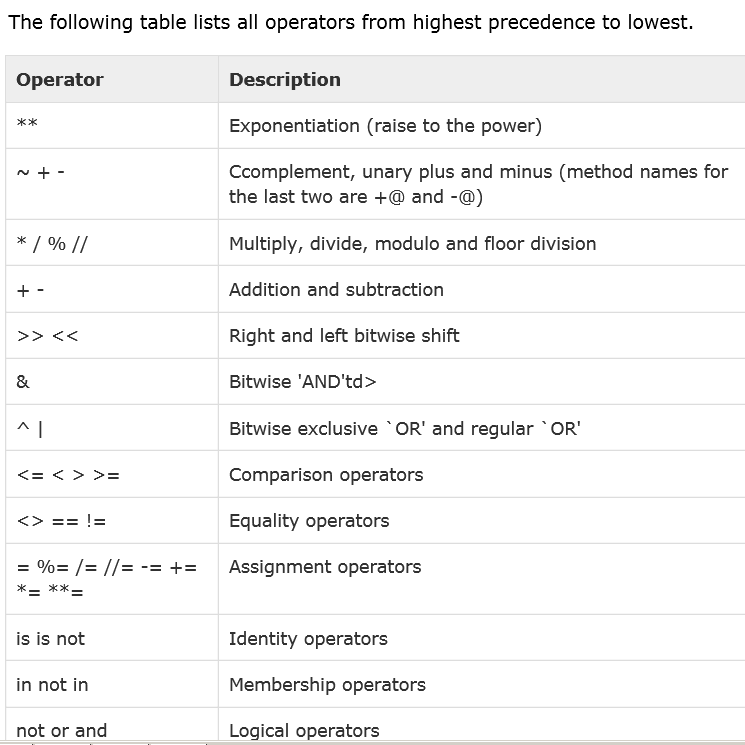 The following table lists all operators from highest precedence to lowest.
Operator Description
** Exponentiation (raise to the power)
~ + - Ccomplement, unary plus and minus (method names for
the last two are +@ and -@)
* / % // Multiply, divide, modulo and floor division
+ - Addition and subtraction
>> << Right and left bitwise shift
& Bitwise 'AND'td>
^ | Bitwise exclusive `OR' and regular `OR'
<= < > >= Comparison operators
<> == != Equality operators
= %= /= //= -= += Assignment operators
*= **=
is is not Identity operators
in not in Membership operators
not or and Logical operators